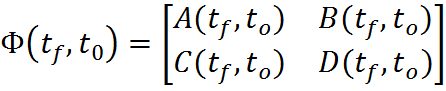 Φ(t_f, t_0) = [A(t_f, t_o) B(t_f, t_o)
C(t_f, t_o) D(t_f, t_o)]